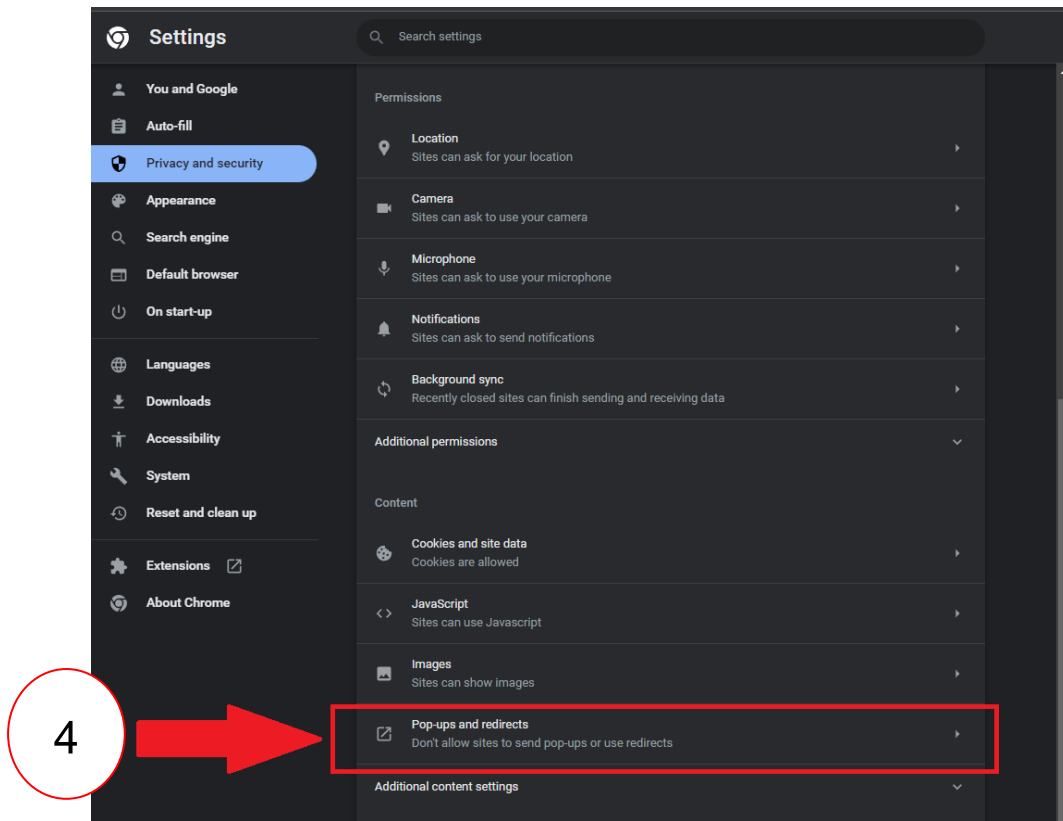 Settings
Search settings
You and Google
Auto-fill
Privacy and security
Appearance
Search engine
Default browser
On start-up
Languages
Downloads
Accessibility
System
Reset and clean up
Extensions
About Chrome
Permissions
Location
Sites can ask for your location
Camera
Sites can ask to use your camera
Microphone
Sites can ask to use your microphone
Notifications
Sites can ask to send notifications
Background sync
Recently closed sites can finish sending and receiving data
Additional permissions
Content
Cookies and site data
Cookies are allowed
JavaScript
Sites can use Javascript
Images
Sites can show images
4
Pop-ups and redirects
Don't allow sites to send pop-ups or use redirects
Additional content settings